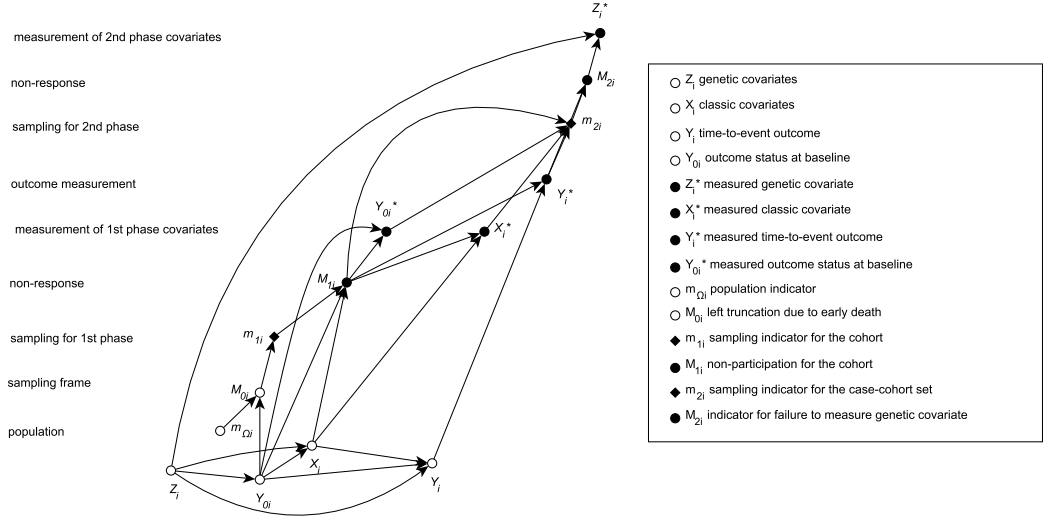 Z_i*
measurement of 2nd phase covariates
non-response
M_2i
sampling for 2nd phase
m_2i
outcome measurement
Y_i*
Y_0i*
measurement of 1st phase covariates
X_i*
non-response
M_1i
sampling for 1st phase
m_1i
sampling frame
M_0i
population
m_Ωi
X_i
Z_i
Y_0i
Y_i
Z_i genetic covariates
X_i classic covariates
Y_i time-to-event outcome
Y_0i outcome status at baseline
Z_i* measured genetic covariate
X_i* measured classic covariate
Y_i* measured time-to-event outcome
Y_0i* measured outcome status at baseline
m_Ωi population indicator
M_0i left truncation due to early death
m_1i sampling indicator for the cohort
M_1i non-participation for the cohort
m_2i sampling indicator for the case-cohort set
M_2i indicator for failure to measure genetic covariate